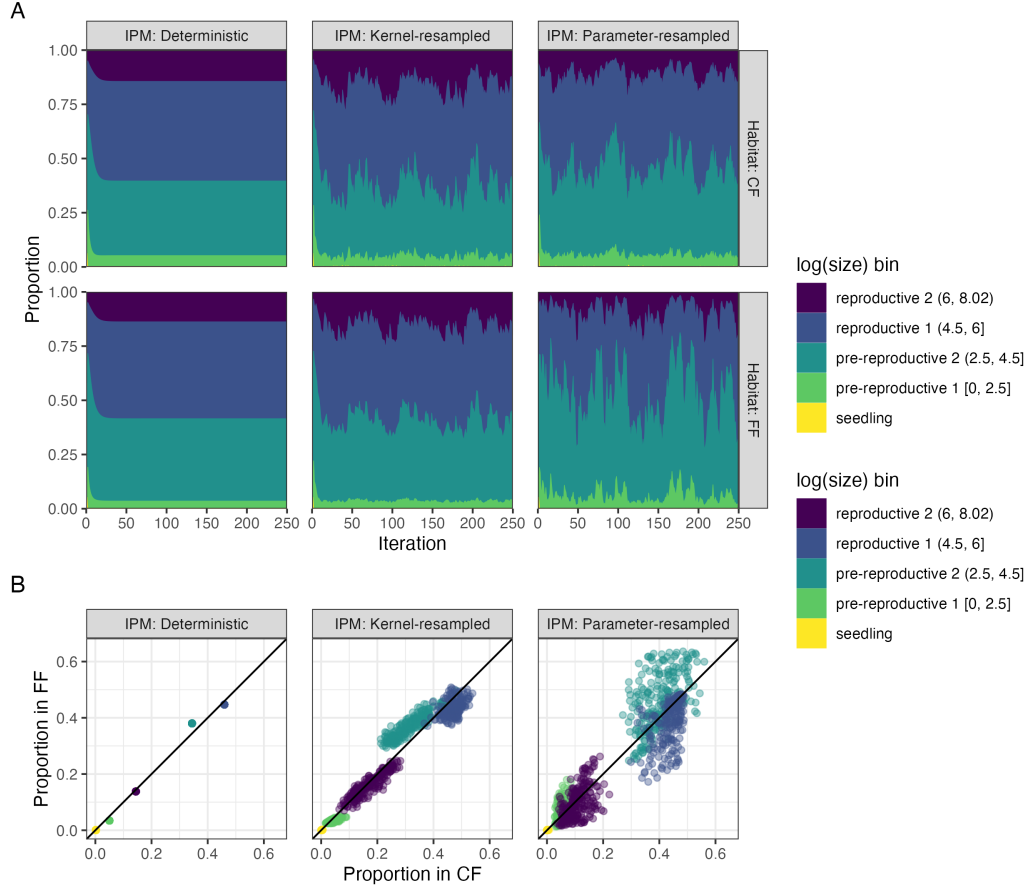 A
IPM: Deterministic
IPM: Kernel-resampled
IPM: Parameter-resampled
1.00
0.75
0.50
0.25
0.00
Habitat: CF
Proportion
1.00
0.75
0.50
0.25
0.00
Habitat: FF
0 50 100 150 200 250
0 50 100 150 200 250
0 50 100 150 200 250
Iteration
log(size) bin
reproductive 2 (6, 8.02)
reproductive 1 (4.5, 6]
pre-reproductive 2 (2.5, 4.5]
pre-reproductive 1 [0, 2.5]
seedling
log(size) bin
reproductive 2 (6, 8.02)
reproductive 1 (4.5, 6]
pre-reproductive 2 (2.5, 4.5]
pre-reproductive 1 [0, 2.5]
seedling
B
IPM: Deterministic
IPM: Kernel-resampled
IPM: Parameter-resampled
Proportion in FF
0.6
0.4
0.2
0.0
0.0 0.2 0.4 0.6
0.0 0.2 0.4 0.6
0.0 0.2 0.4 0.6
Proportion in CF